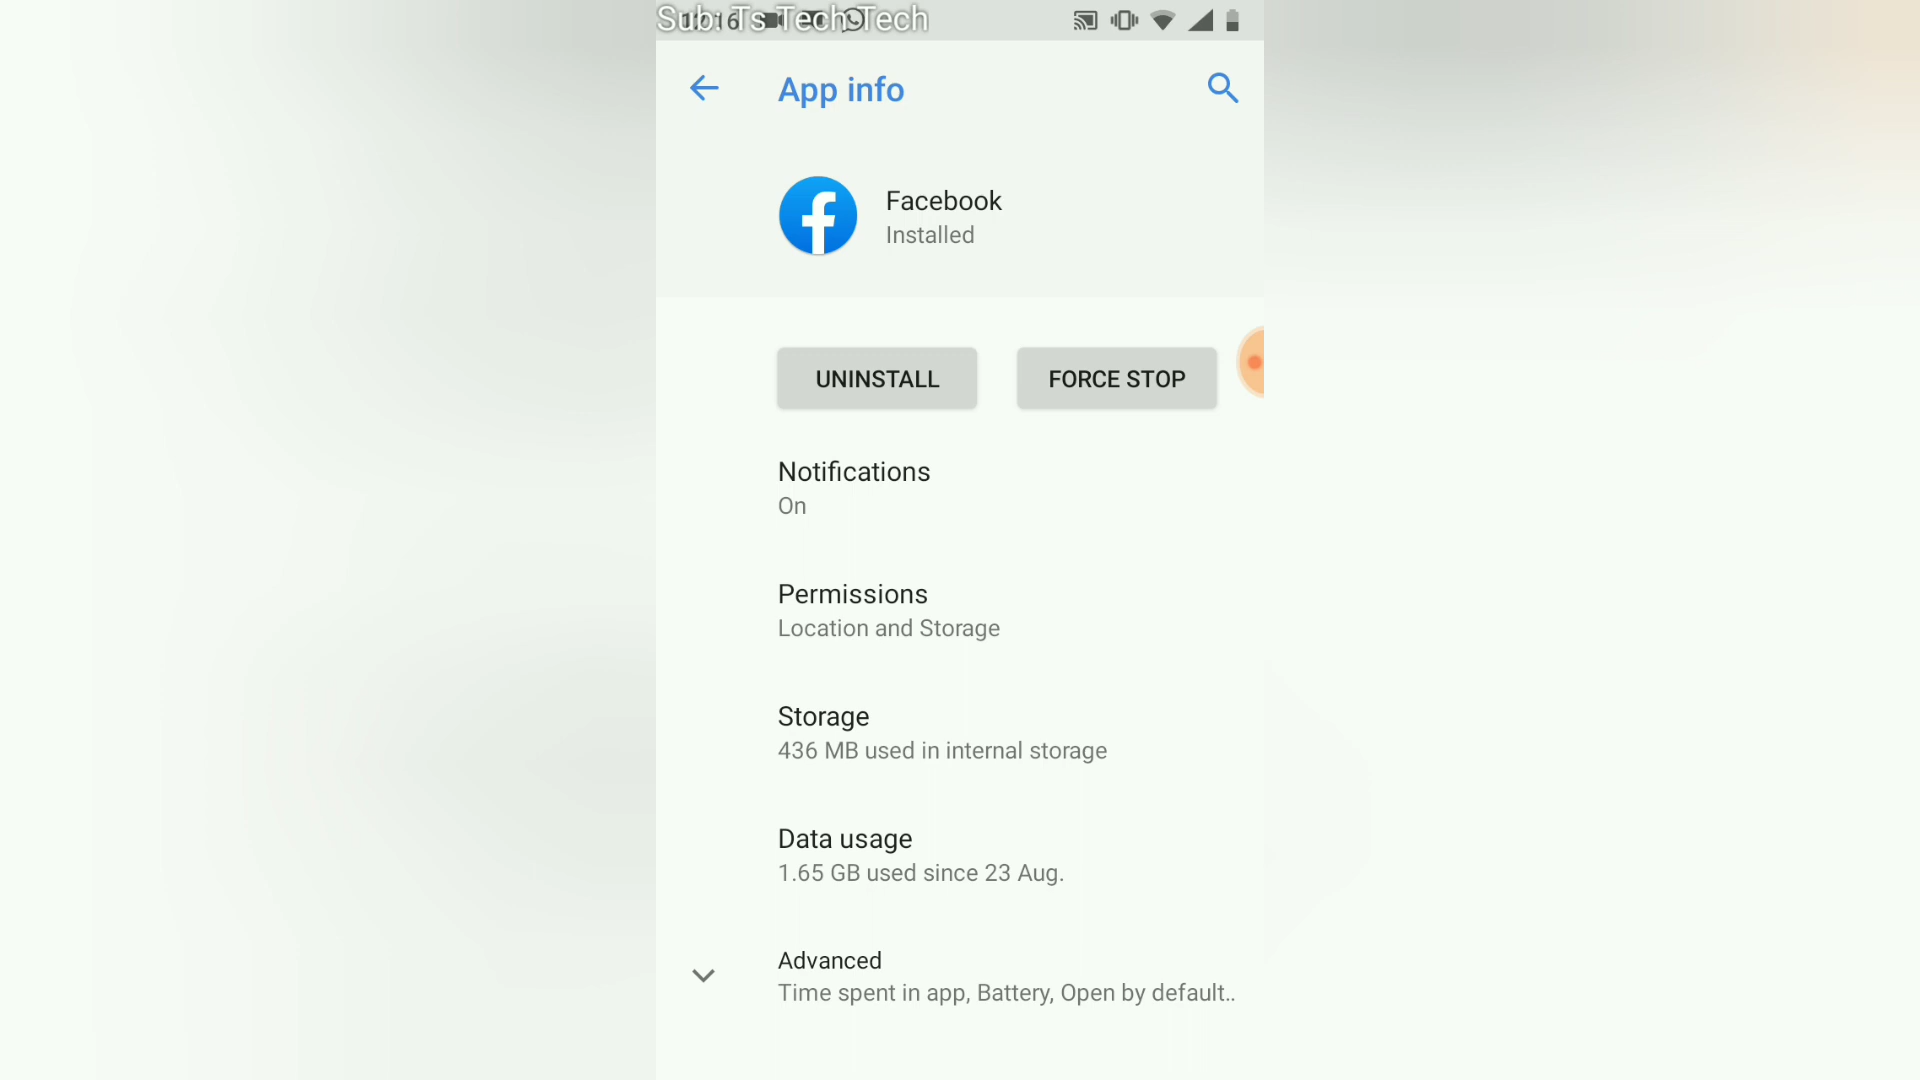 Sub: Ts Tech Tech
App info
Facebook
Installed
UNINSTALL
FORCE STOP
Notifications
On
Permissions
Location and Storage
Storage
436 MB used in internal storage
Data usage
1.65 GB used since 23 Aug.
Advanced
Time spent in app, Battery, Open by default..